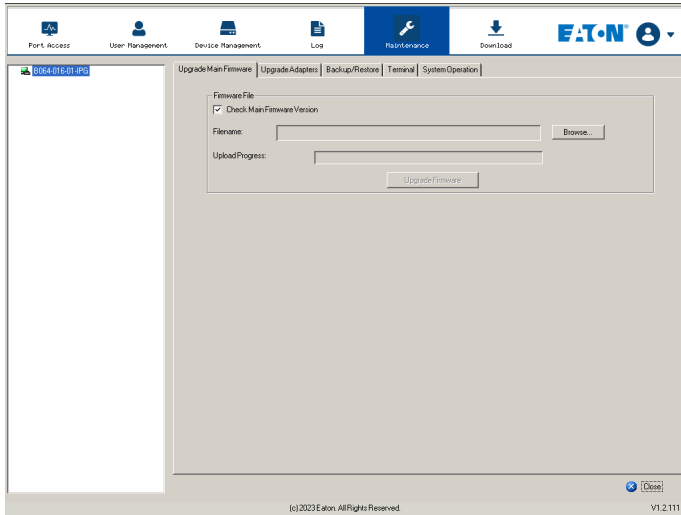 Port Access
User Management
Device Management
Log
Maintenance
Download
EATON
B064-016-01-IPG
Upgrade Main Firmware
Upgrade Adapters
Backup/Restore
Terminal
System Operation
Firmware File
Check Main Firmware Version
Filename:
Browse...
Upload Progress:
Upgrade Firmware
Close
(c) 2023 Eaton. All Rights Reserved.
V1.2.111